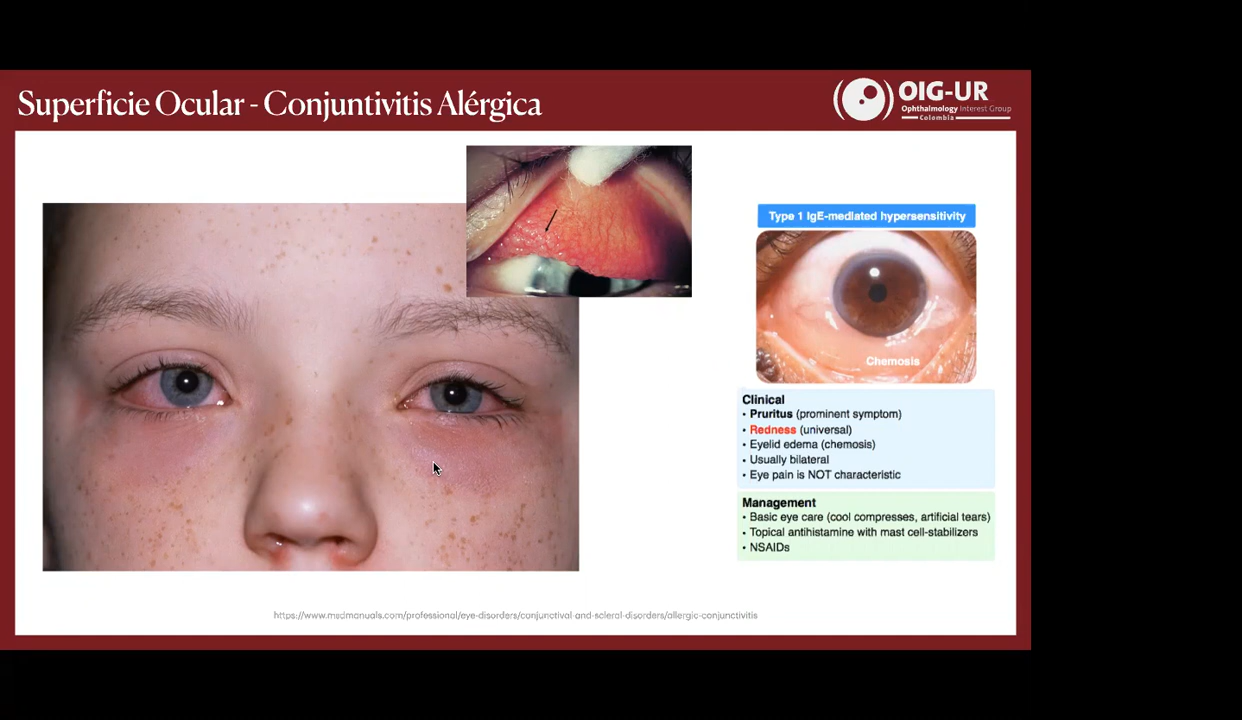 Superficie Ocular - Conjuntivitis Alérgica
OIG-UR
Ophthalmology Interest Group
Colombia
Type 1 IgE-mediated hypersensitivity
Chemosis
Clinical
• Pruritus (prominent symptom)
• Redness (universal)
• Eyelid edema (chemosis)
• Usually bilateral
• Eye pain is NOT characteristic
Management
• Basic eye care (cool compresses, artificial tears)
• Topical antihistamine with mast cell-stabilizers
• NSAIDs
https://www.msdmanuals.com/professional/eye-disorders/conjunctival-and-scleral-disorders/allergic-conjunctivitis